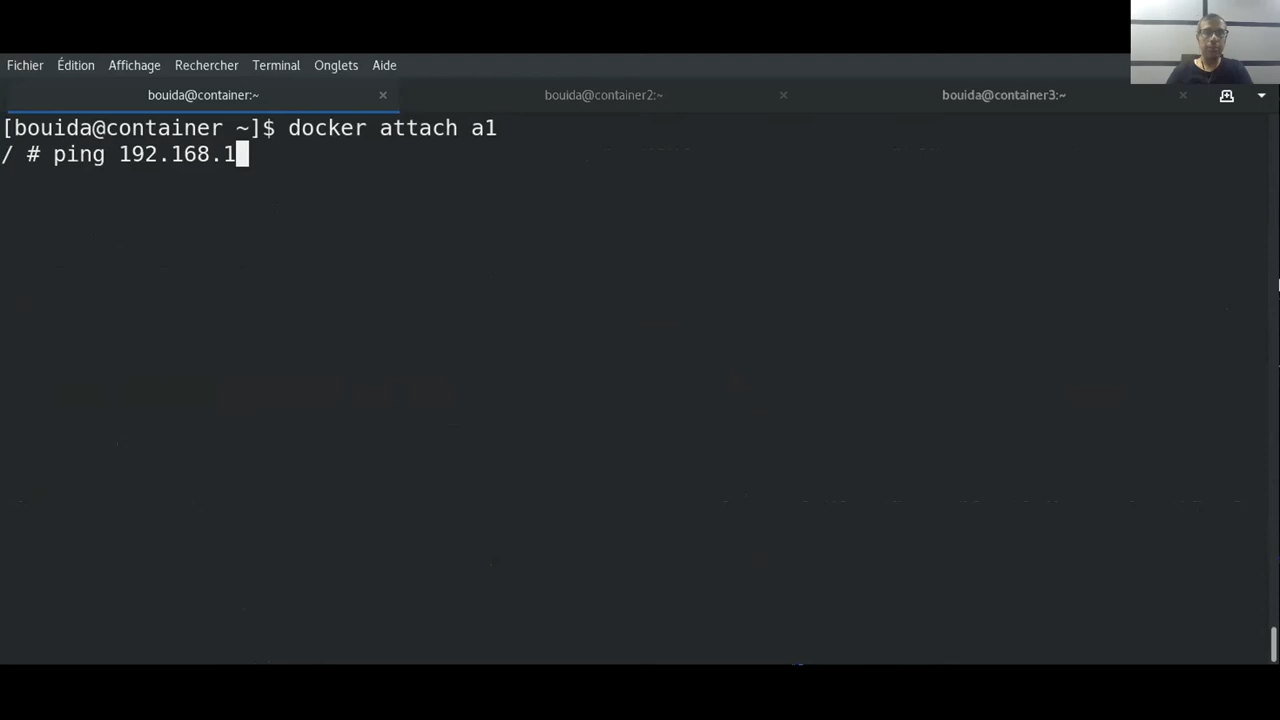 Fichier Édition Affichage Rechercher Terminal Onglets Aide
bouida@container:~ × bouida@container2:~ × bouida@container3:~ ×
[bouida@container ~]$ docker attach a1
/ # ping 192.168.1